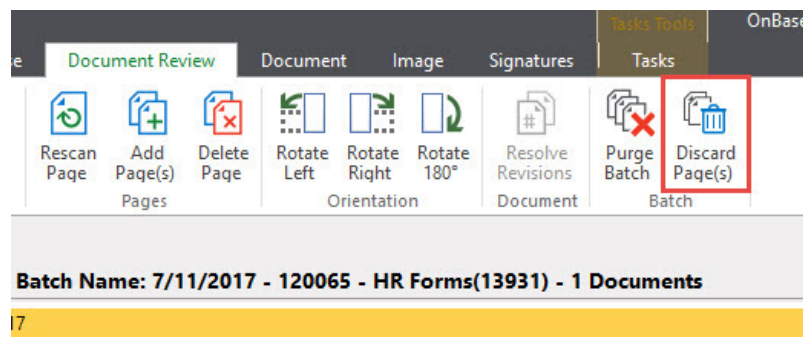 Tasks Tools OnBase
se Document Review Document Image Signatures Tasks
Rescan Page
Add Page(s)
Delete Page
Rotate Left
Rotate Right
Rotate 180°
#
Resolve Revisions
Purge Batch
Discard Page(s)
Pages Orientation Document Batch
Batch Name: 7/11/2017 - 120065 - HR Forms(13931) - 1 Documents
17